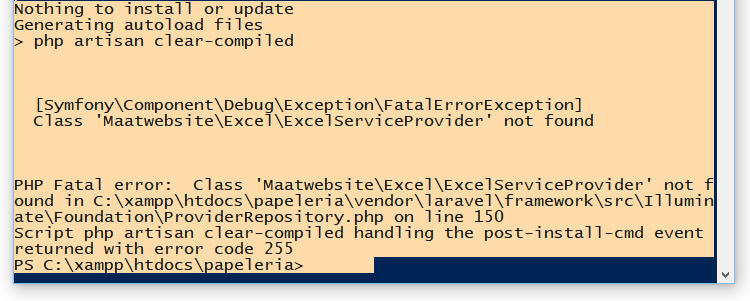 Nothing to install or update
Generating autoload files
> php artisan clear-compiled
[Symfony\Component\Debug\Exception\FatalErrorException]
Class 'Maatwebsite\Excel\ExcelServiceProvider' not found
PHP Fatal error:  Class 'Maatwebsite\Excel\ExcelServiceProvider' not f
ound in C:\xampp\htdocs\papeleria\vendor\laravel\framework\src\Illumin
ate\Foundation\ProviderRepository.php on line 150
Script php artisan clear-compiled handling the post-install-cmd event
returned with error code 255
PS C:\xampp\htdocs\papeleria>